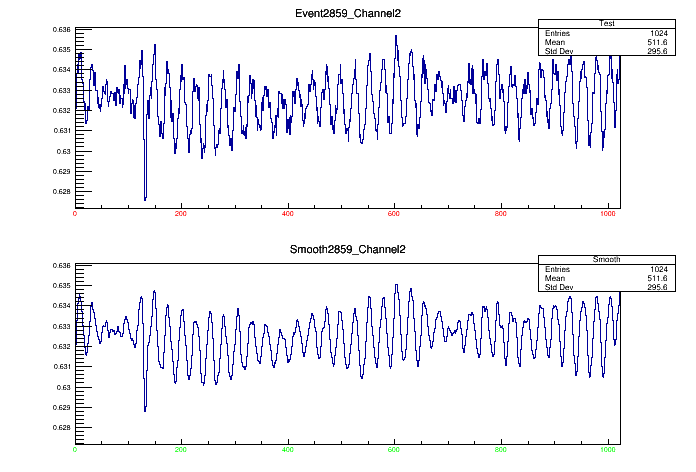 Event2859_Channel2
Test
Entries 1024
Mean 511.6
Std Dev 295.6
0.636
0.635
0.634
0.633
0.632
0.631
0.63
0.629
0.628
0 200 400 600 800 1000
Smooth2859_Channel2
Smooth
Entries 1024
Mean 511.6
Std Dev 295.6
0.636
0.635
0.634
0.633
0.632
0.631
0.63
0.629
0.628
0 200 400 600 800 1000